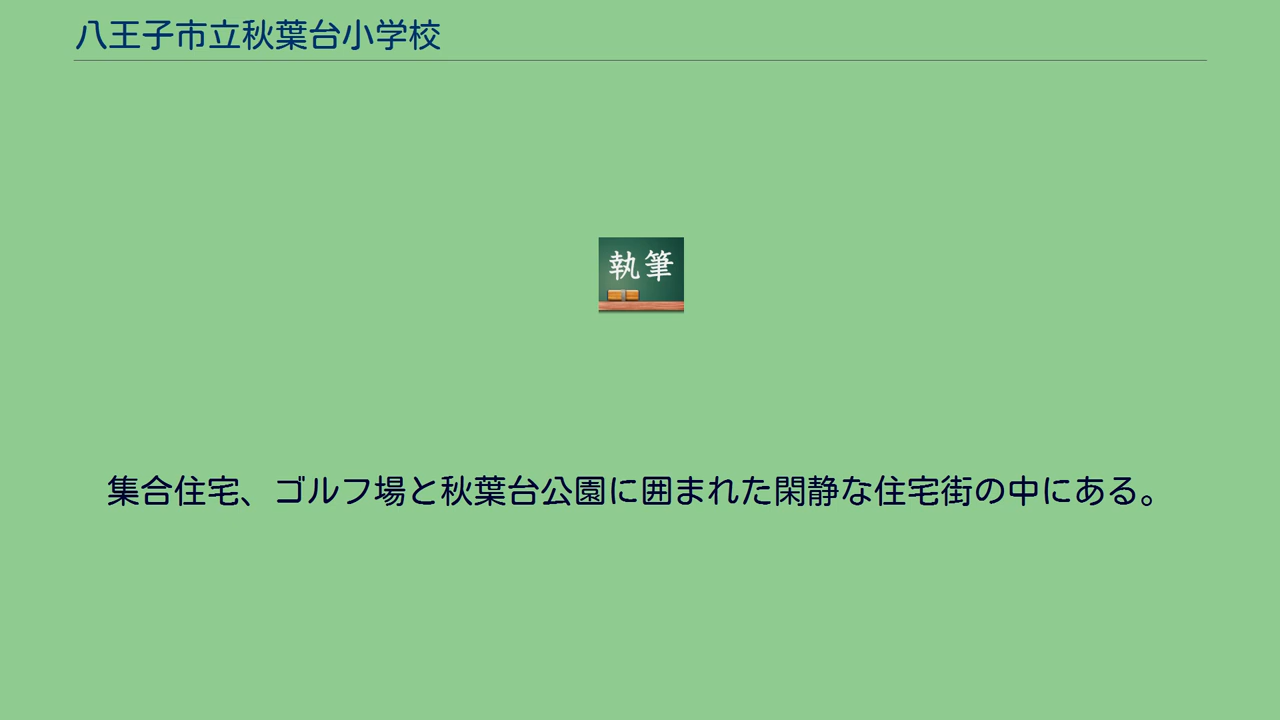 八王子市立秋葉台小学校
執筆
集合住宅、ゴルフ場と秋葉台公園に囲まれた閑静な住宅街の中にある。